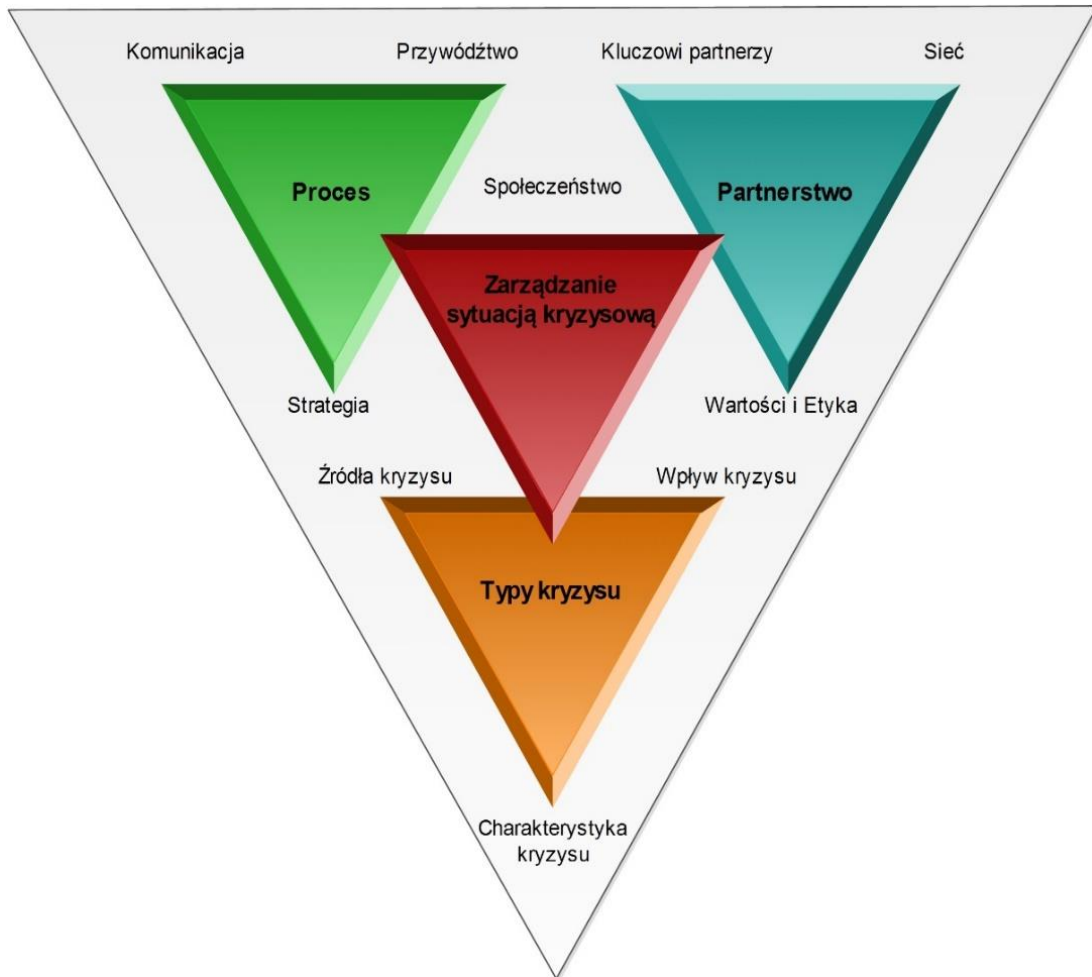 Komunikacja
Przywódźtwo
Kluczowi partnerzy
Sieć
Proces
Społeczeństwo
Partnerstwo
Zarządzanie
sytuacją kryzysową
Strategia
Wartości i Etyka
Źródła kryzysu
Wpływ kryzysu
Typy kryzysu
Charakterystyka
kryzysu